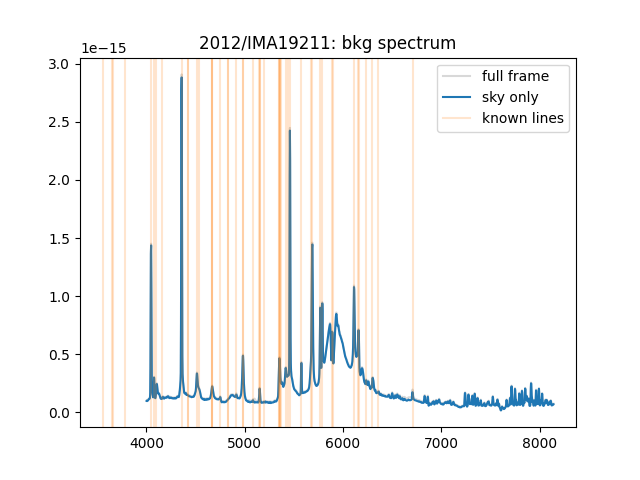 2012/IMA19211: bkg spectrum
1e−15
full frame
sky only
known lines
3.0
2.5
2.0
1.5
1.0
0.5
0.0
4000 5000 6000 7000 8000